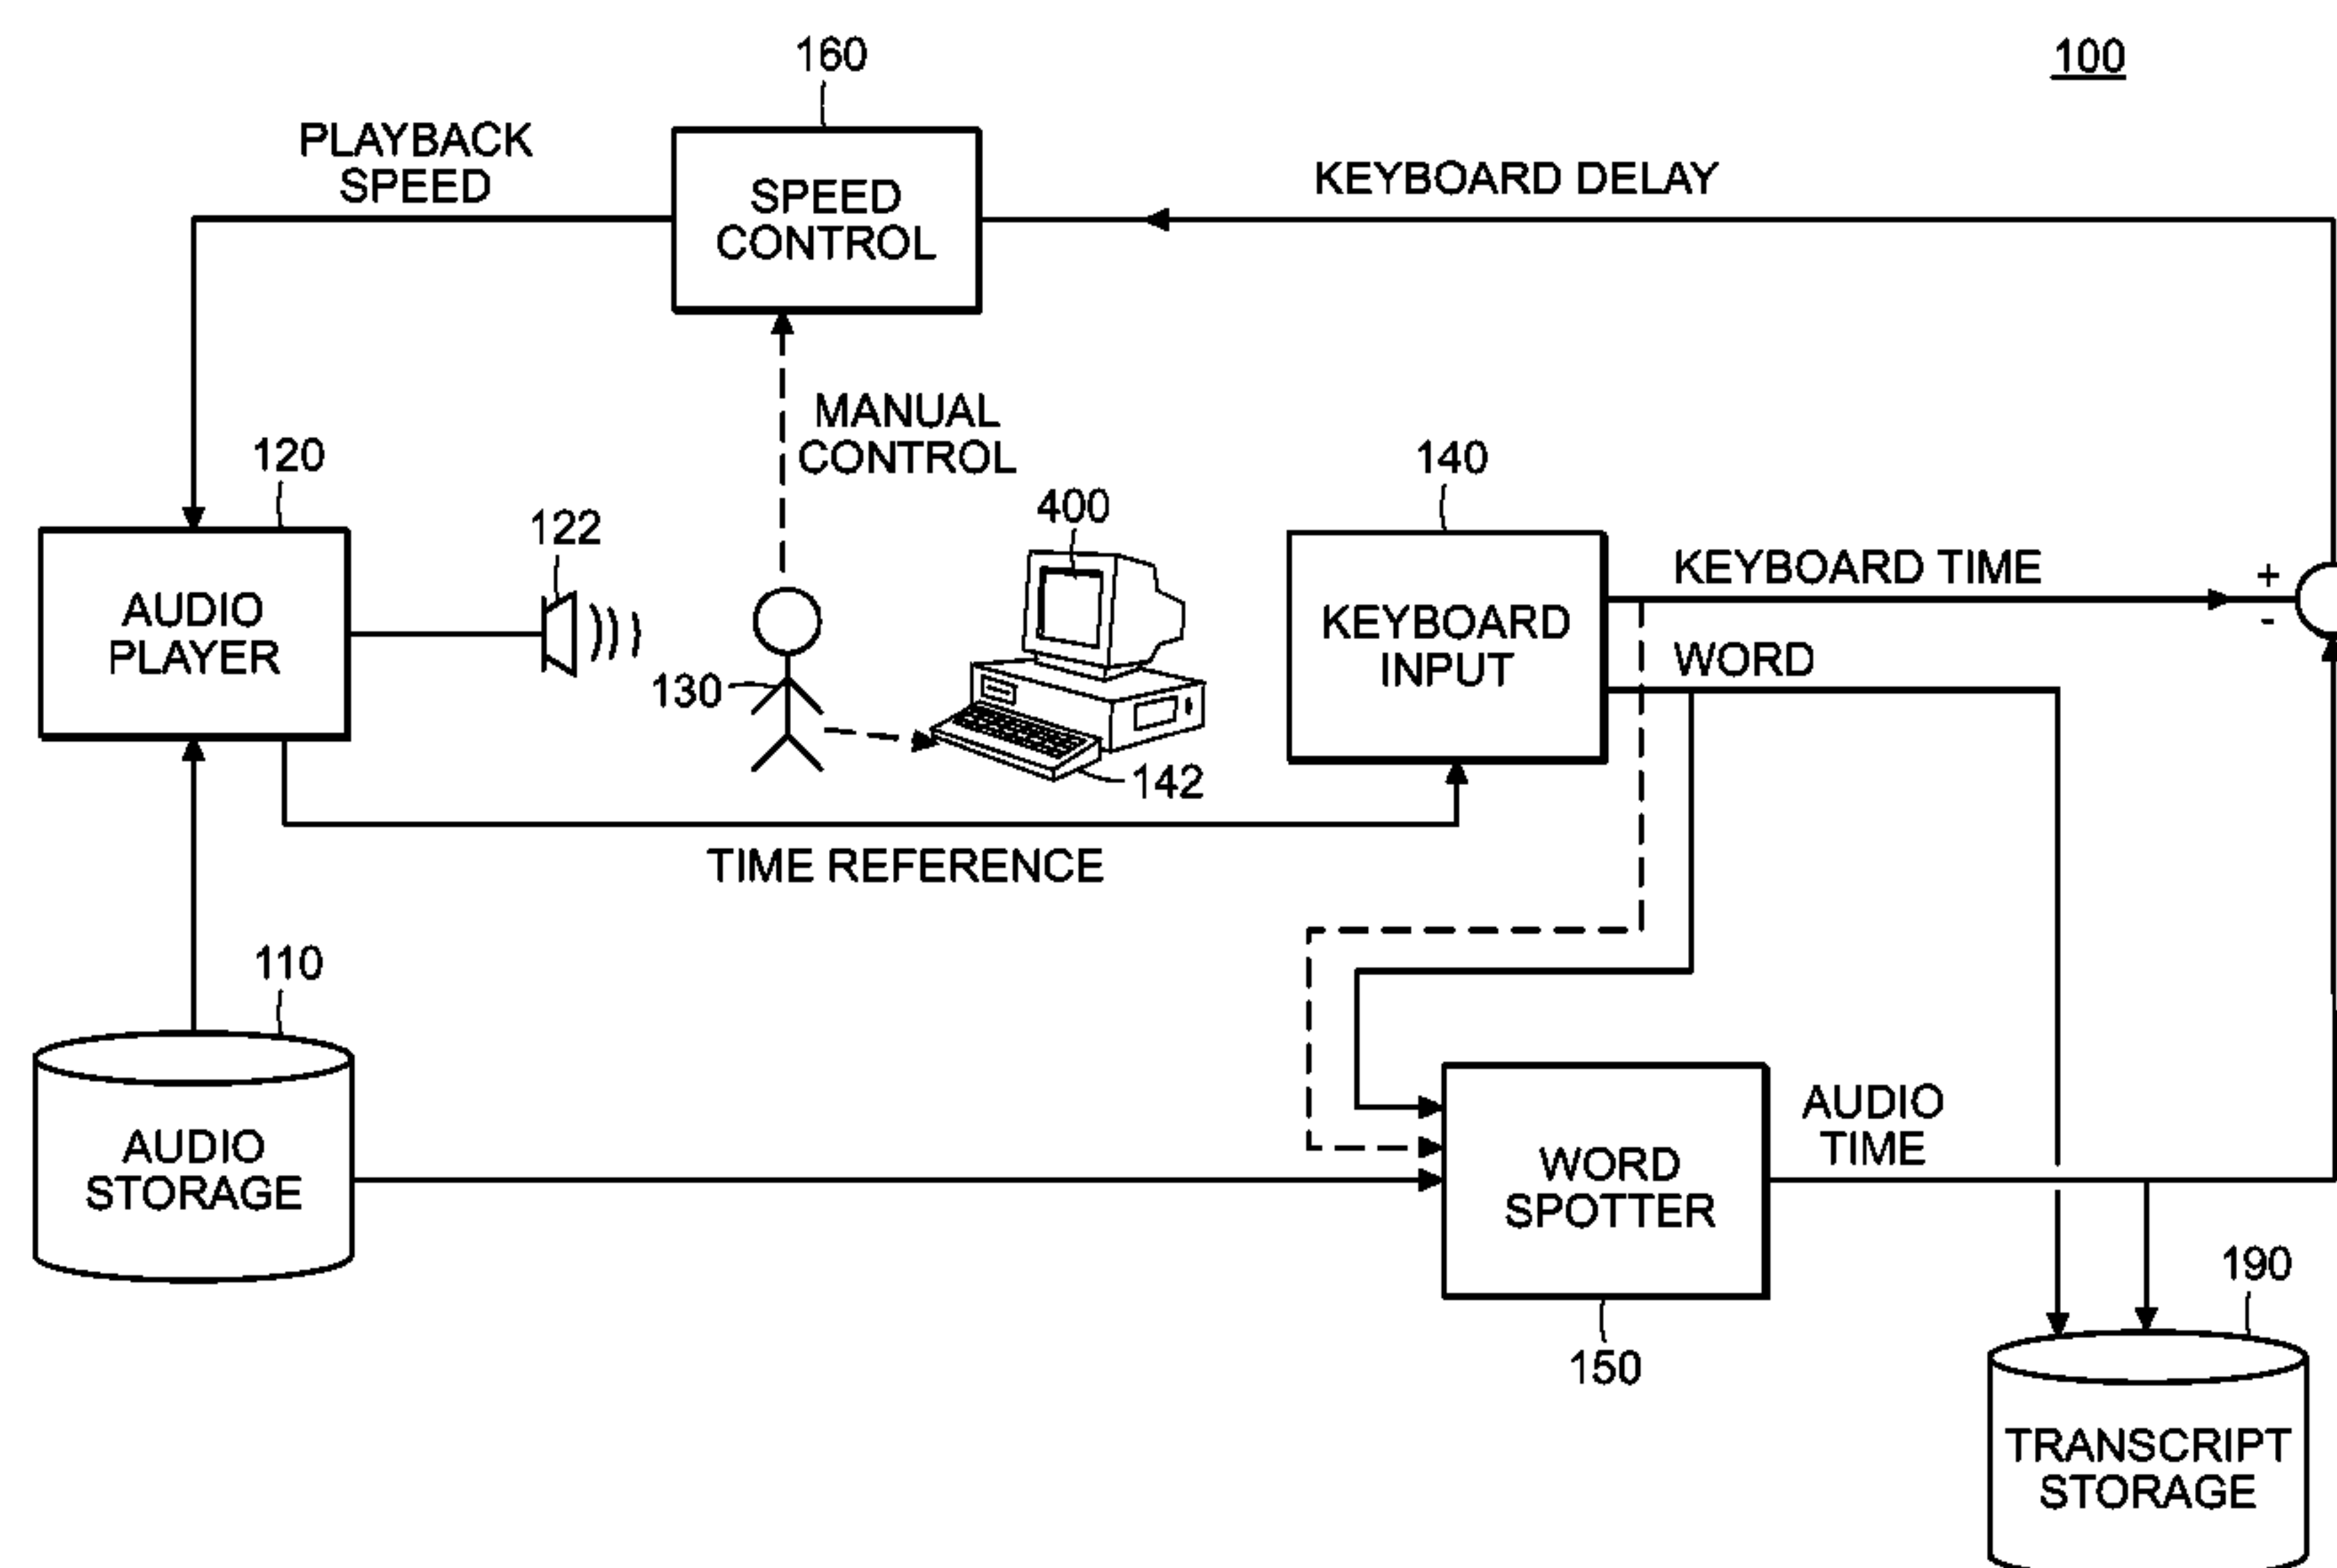 160
100
PLAYBACK
SPEED
SPEED
CONTROL
KEYBOARD DELAY
MANUAL
CONTROL
120
122
400
140
AUDIO
PLAYER
130
142
KEYBOARD
INPUT
KEYBOARD TIME
+
-
WORD
TIME REFERENCE
110
AUDIO
STORAGE
WORD
SPOTTER
AUDIO
TIME
150
190
TRANSCRIPT
STORAGE